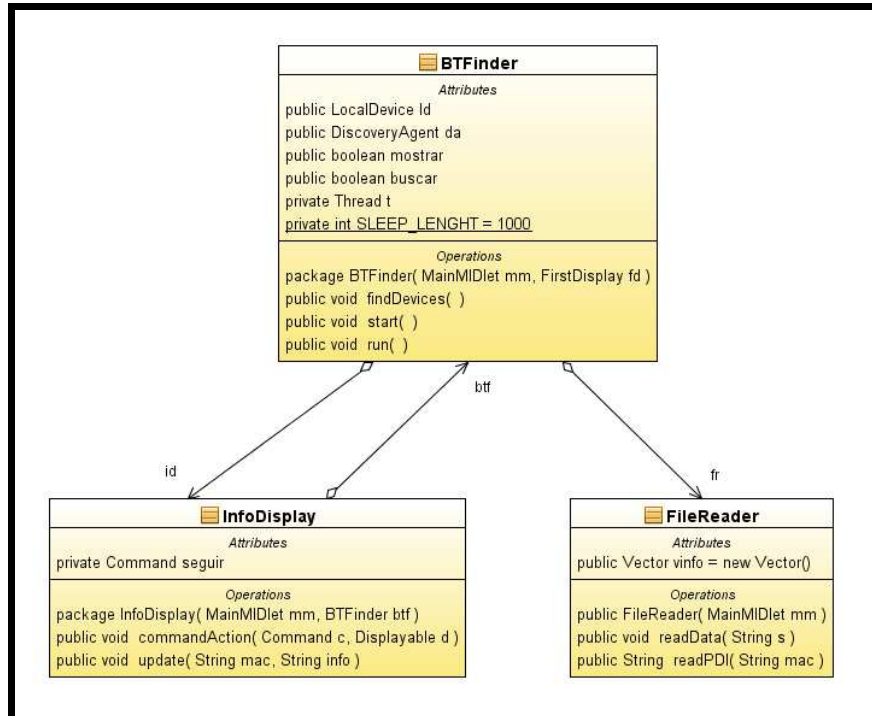 BTFinder
Attributes
public LocalDevice ld
public DiscoveryAgent da
public boolean mostrar
public boolean buscar
private Thread t
private int SLEEP_LENGHT = 1000
Operations
package BTFinder( MainMIDlet mm, FirstDisplay fd )
public void findDevices( )
public void start( )
public void run( )
btf
id
fr
InfoDisplay
Attributes
private Command seguir
Operations
package InfoDisplay( MainMIDlet mm, BTFinder btf )
public void commandAction( Command c, Displayable d )
public void update( String mac, String info )
FileReader
Attributes
public Vector vinfo = new Vector()
Operations
public FileReader( MainMIDlet mm )
public void readData( String s )
public String readPDI( String mac )